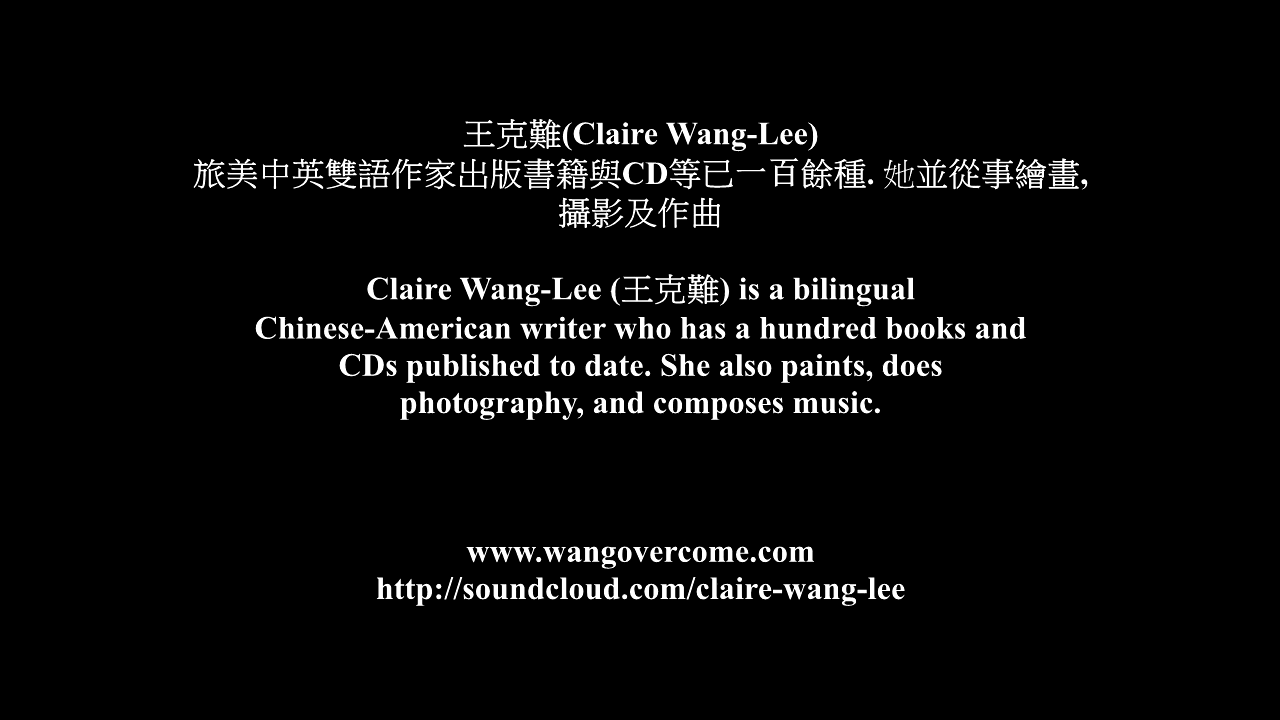 王克難(Claire Wang-Lee)
旅美中英雙語作家出版書籍與CD等已一百餘種. 她並從事繪畫,
攝影及作曲
Claire Wang-Lee (王克難) is a bilingual
Chinese-American writer who has a hundred books and
CDs published to date. She also paints, does
photography, and composes music.
www.wangovercome.com
http://soundcloud.com/claire-wang-lee